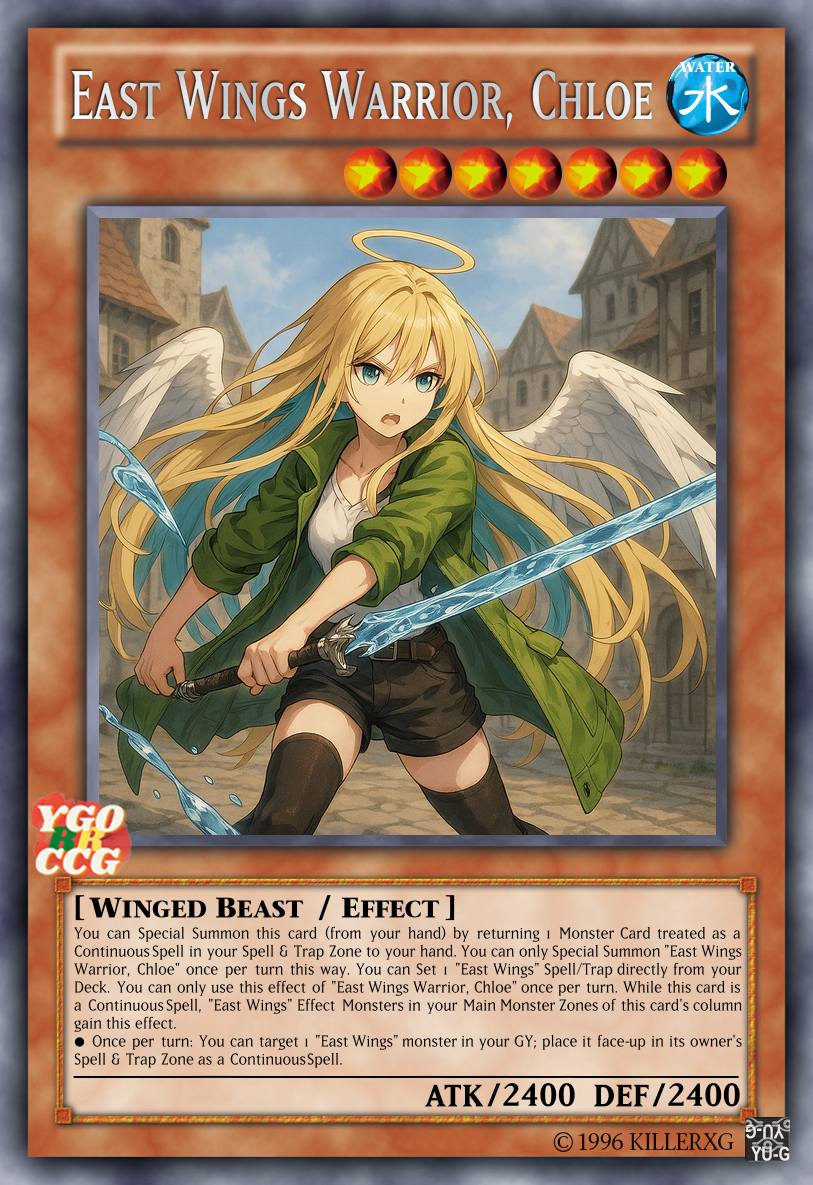 East Wings Warrior, Chloe
WATER
水
YGO
RR
CCG
[ Winged Beast / Effect ]
You can Special Summon this card (from your hand) by returning 1 Monster Card treated as a
Continuous Spell in your Spell & Trap Zone to your hand. You can only Special Summon "East Wings
Warrior, Chloe" once per turn this way. You can Set 1 "East Wings" Spell/Trap directly from your
Deck. You can only use this effect of "East Wings Warrior, Chloe" once per turn. While this card is
a Continuous Spell, "East Wings" Effect Monsters in your Main Monster Zones of this card's column
gain this effect.
● Once per turn: You can target 1 "East Wings" monster in your GY; place it face-up in its owner's
Spell & Trap Zone as a Continuous Spell.
ATK/2400 DEF/2400
© 1996 KILLERXG
YU-G
YU-G